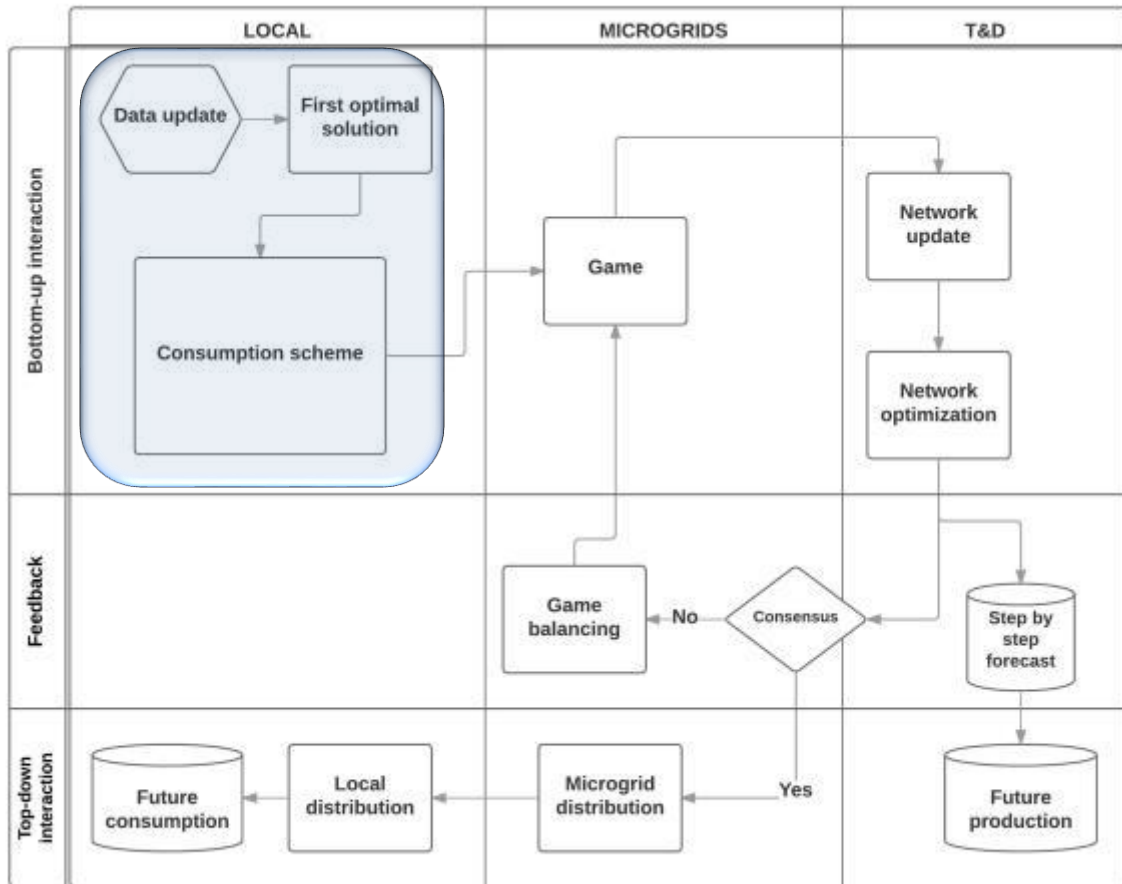 LOCAL
MICROGRIDS
T&D
Bottom-up interaction
Data update
First optimal
solution
Consumption scheme
Game
Network
update
Network
optimization
Feedback
Game
balancing
No
Consensus
Step by
step
forecast
Top-down
interaction
Future
consumption
Local
distribution
Microgrid
distribution
Yes
Future
production